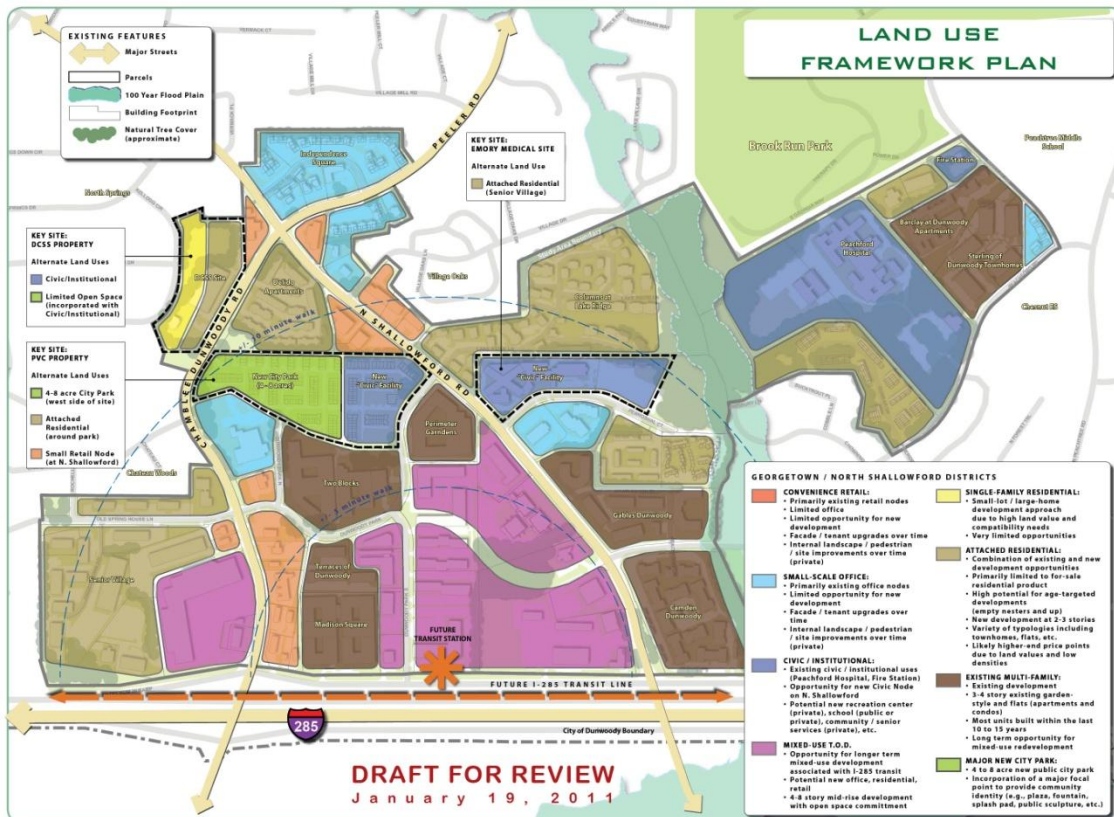 LAND USE
FRAMEWORK PLAN
EXISTING FEATURES
Major Streets
Parcels
100 Year Flood Plain
Building Footprint
Natural Tree Cover
(approximate)
KEY SITE:
EMORY MEDICAL SITE
Alternate Land Use
Attached Residential
(Senior Village)
KEY SITE:
DCSS PROPERTY
Alternate Land Uses
Civic/Institutional
Limited Open Space
(incorporated with
Civic/Institutional)
KEY SITE:
PVC PROPERTY
Alternate Land Uses
4-8 acre City Park
(west side of site)
Attached
Residential
(around park)
Small Retail Node
(at N. Shallowford)
PEELER RD
Independence
Square
North Springs
Brook Run Park
Peachtree Middle
School
Fire Station
Barclay at Dunwoody
Apartments
Sterling of
Dunwoody Townhomes
Peachford
Hospital
Chesnut ES
DCSS Site
Apartments
Village Oaks
Columns at
Lake Ridge
CHAMBLEE DUNWOODY RD
N SHALLOWFORD RD
+/- 10 minute walk
New City Park
(4-8 acres)
New
"Civic" Facility
New
"Civic" Facility
Perimeter
Garndens
Chateau Woods
Two Blocks
+/- 5 minute walk
OLD SPRING HOUSE LN
Gables Dunwoody
Senior Village
Terraces of
Dunwoody
Madison Square
Camden
Dunwoody
FUTURE
TRANSIT STATION
FUTURE I-285 TRANSIT LINE
285
City of Dunwoody Boundary
DRAFT FOR REVIEW
January 19, 2011
GEORGETOWN / NORTH SHALLOWFORD DISTRICTS
CONVENIENCE RETAIL:
• Primarily existing retail nodes
• Limited office
• Limited opportunity for new
development
• Facade / tenant upgrades over time
• Internal landscape / pedestrian
/ site improvements over time
(private)
SMALL-SCALE OFFICE:
• Primarily existing office nodes
• Limited opportunity for new
development
• Facade / tenant upgrades over
time
• Internal landscape / pedestrian
/ site improvements over time
(private)
CIVIC / INSTITUTIONAL:
• Existing civic / institutional uses
(Peachford Hospital, Fire Station)
• Opportunity for new Civic Node
on N. Shallowford
• Potential new recreation center
(private), school (public or
private), community / senior
services (private), etc.
MIXED-USE T.O.D.
• Opportunity for longer term
mixed-use development
associated with I-285 transit
• Potential new office, residential,
retail
• 4-8 story mid-rise development
with open space commitment
SINGLE-FAMILY RESIDENTIAL:
• Small-lot / large-home
development approach
due to high land value and
compatibility needs
• Very limited opportunities
ATTACHED RESIDENTIAL:
• Combination of existing and new
development opportunities
• Primarily limited to for-sale
residential product
• High potential for age-targeted
developments
(empty nesters and up)
• New development at 2-3 stories
• Variety of typologies including
townhomes, flats, etc.
• Likely higher-end price points
due to land values and low
densities
EXISTING MULTI-FAMILY:
• Existing development
• 3-4 story existing garden-
style and flats (apartments and
condos)
• Most units built within the last
10 to 15 years
• Long term opportunity for
mixed-use redevelopment
MAJOR NEW CITY PARK:
• 4 to 8 acre new public city park
• Incorporation of a major focal
point to provide community
identity (e.g., plaza, fountain,
splash pad, public sculpture, etc.)